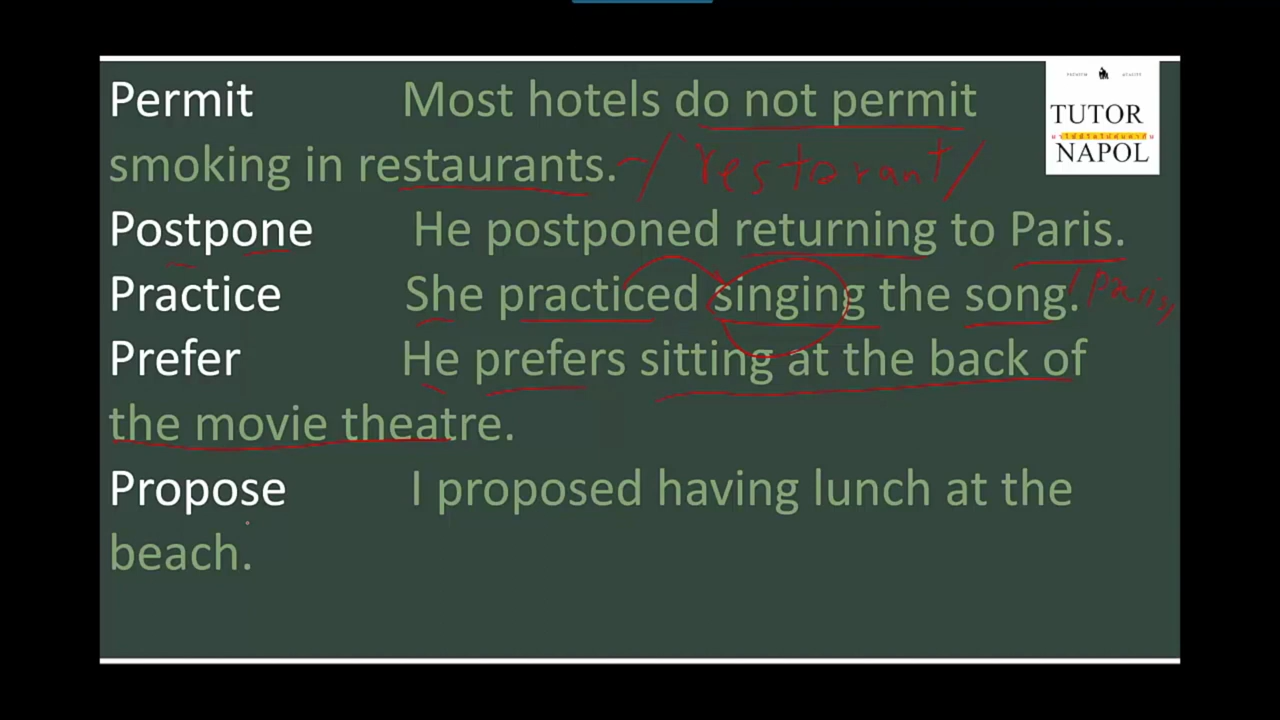 Permit Most hotels do not permit
TUTOR
NAPOL
smoking in restaurants. /restorant/
Postpone He postponed returning to Paris.
Practice She practiced singing the song.
Prefer He prefers sitting at the back of
the movie theatre.
Propose I proposed having lunch at the
beach.